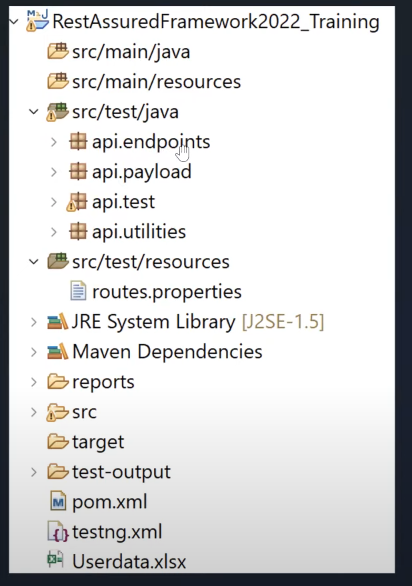 RestAssuredFramework2022_Training
src/main/java
src/main/resources
src/test/java
api.endpoints
api.payload
api.test
api.utilities
src/test/resources
routes.properties
JRE System Library [J2SE-1.5]
Maven Dependencies
reports
src
target
test-output
pom.xml
testng.xml
Userdata.xlsx